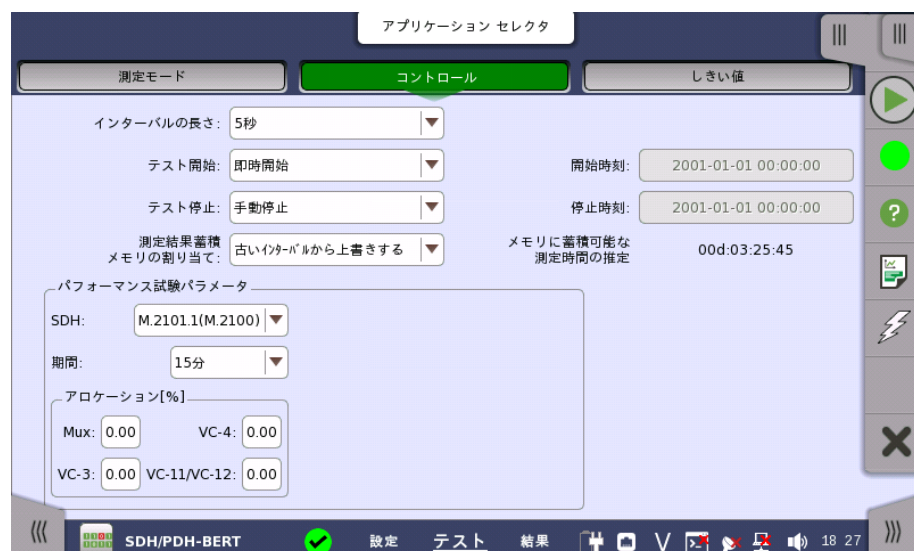 アプリケーション セレクタ
測定モード
コントロール
しきい値
インターバルの長さ: 5秒
テスト開始: 即時開始
開始時刻: 2001-01-01 00:00:00
テスト停止: 手動停止
停止時刻: 2001-01-01 00:00:00
測定結果蓄積
メモリの割り当て: 古いｲﾝﾀｰﾊﾞﾙから上書きする
メモリに蓄積可能な
測定時間の推定 00d:03:25:45
パフォーマンス試験パラメータ
SDH: M.2101.1(M.2100)
期間: 15分
アロケーション[%]
Mux: 0.00 VC-4: 0.00
VC-3: 0.00 VC-11/VC-12: 0.00
SDH/PDH-BERT 設定 テスト 結果 18 27